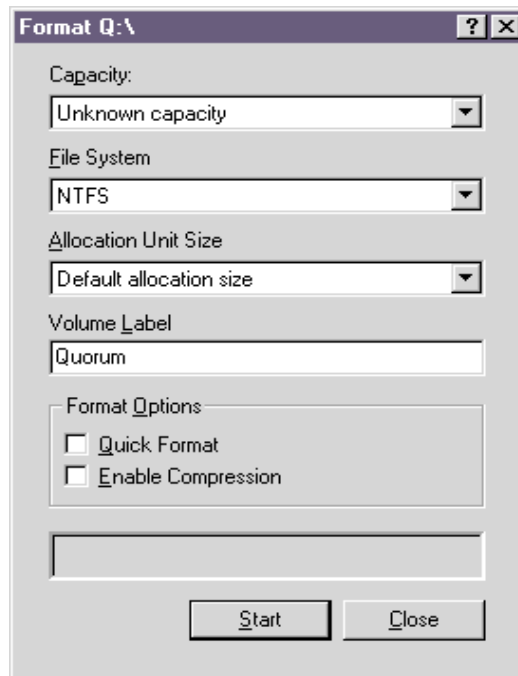 Format Q:\
?
Capacity:
Unknown capacity
File System
NTFS
Allocation Unit Size
Default allocation size
Volume Label
Quorum
Format Options
Quick Format
Enable Compression
Start
Close